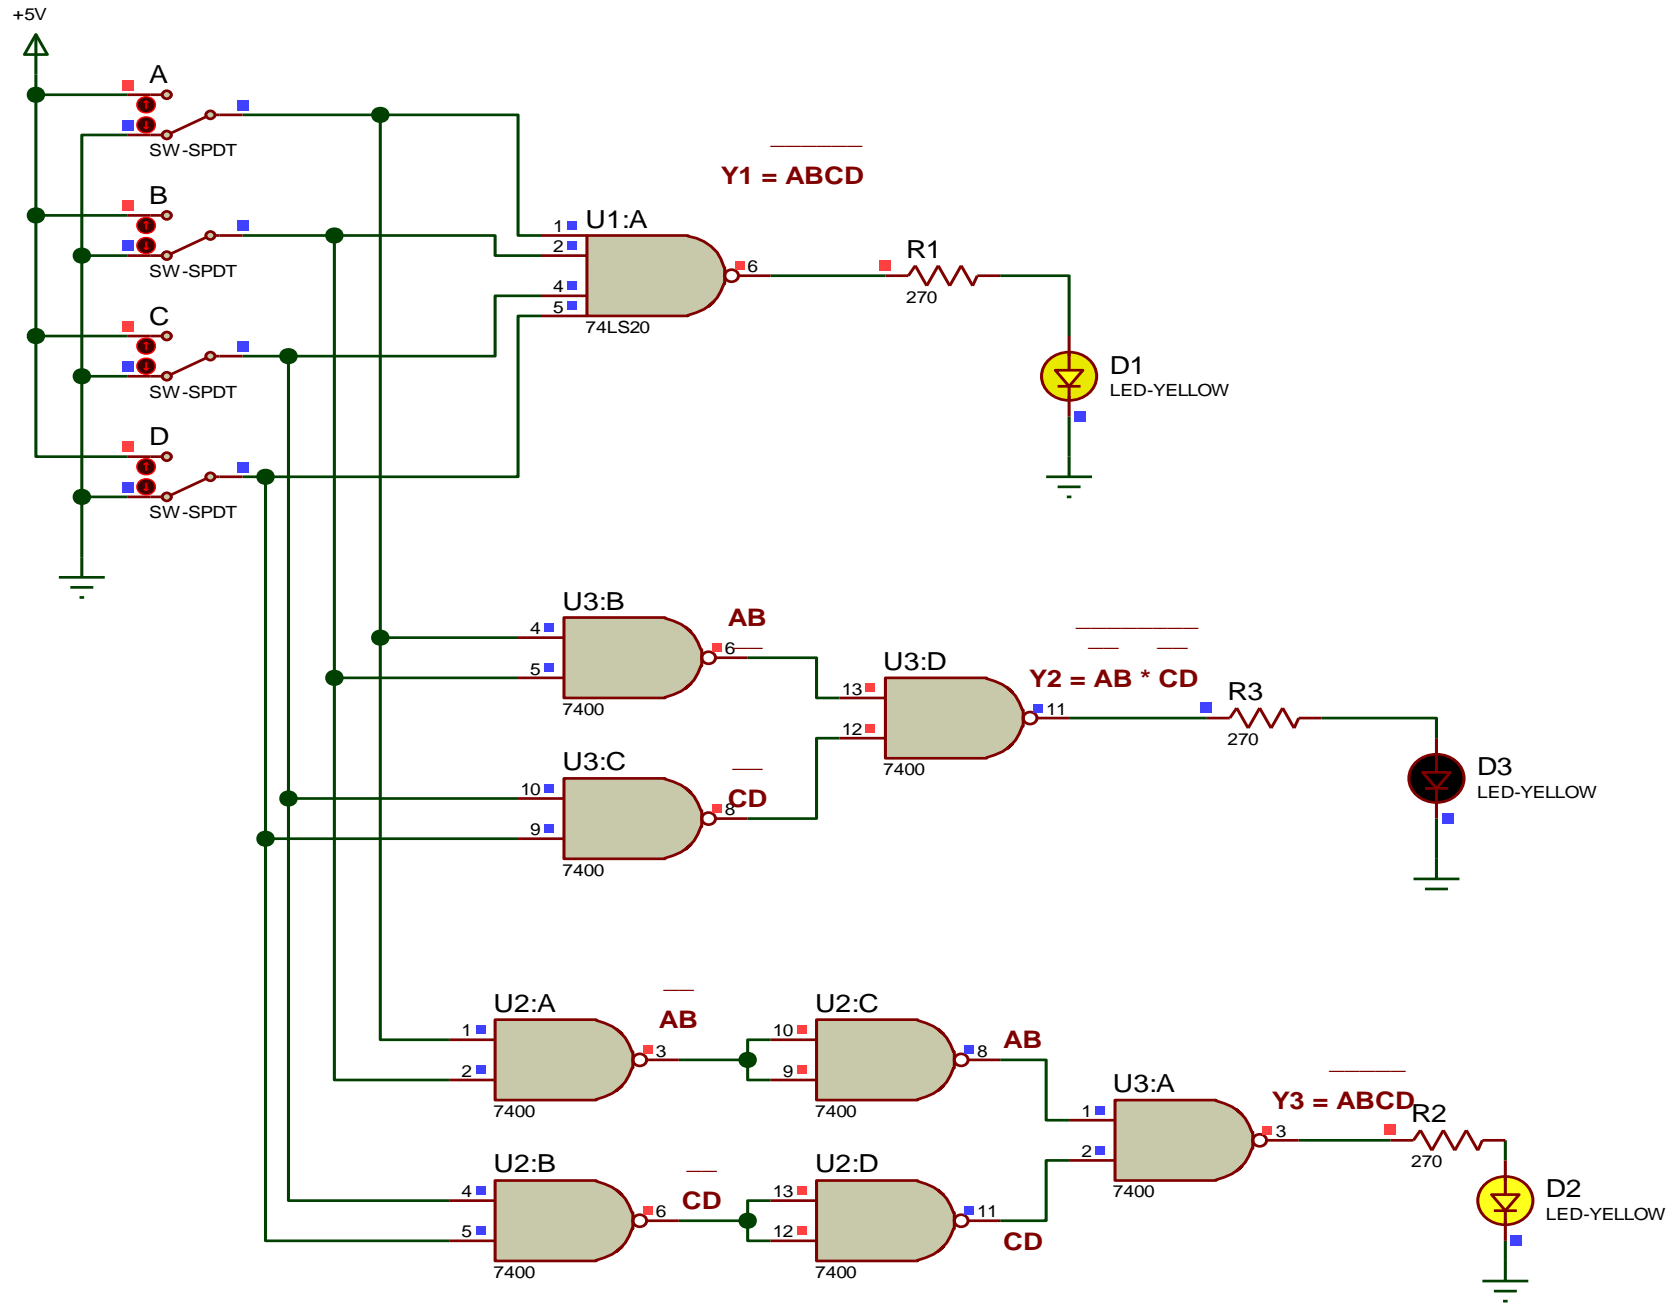 +5V
A
SW-SPDT
B
SW-SPDT
C
SW-SPDT
D
SW-SPDT
Y1 = ABCD
U1:A
1
2
4
5
6
74LS20
R1
270
D1
LED-YELLOW
U3:B
4
5
6
7400
AB
U3:C
10
9
8
7400
CD
U3:D
13
12
11
7400
Y2 = AB * CD
R3
270
D3
LED-YELLOW
U2:A
1
2
3
7400
AB
U2:C
10
9
8
7400
AB
U2:B
4
5
6
7400
CD
U2:D
13
12
11
7400
CD
U3:A
1
2
3
7400
Y3 = ABCD
R2
270
D2
LED-YELLOW